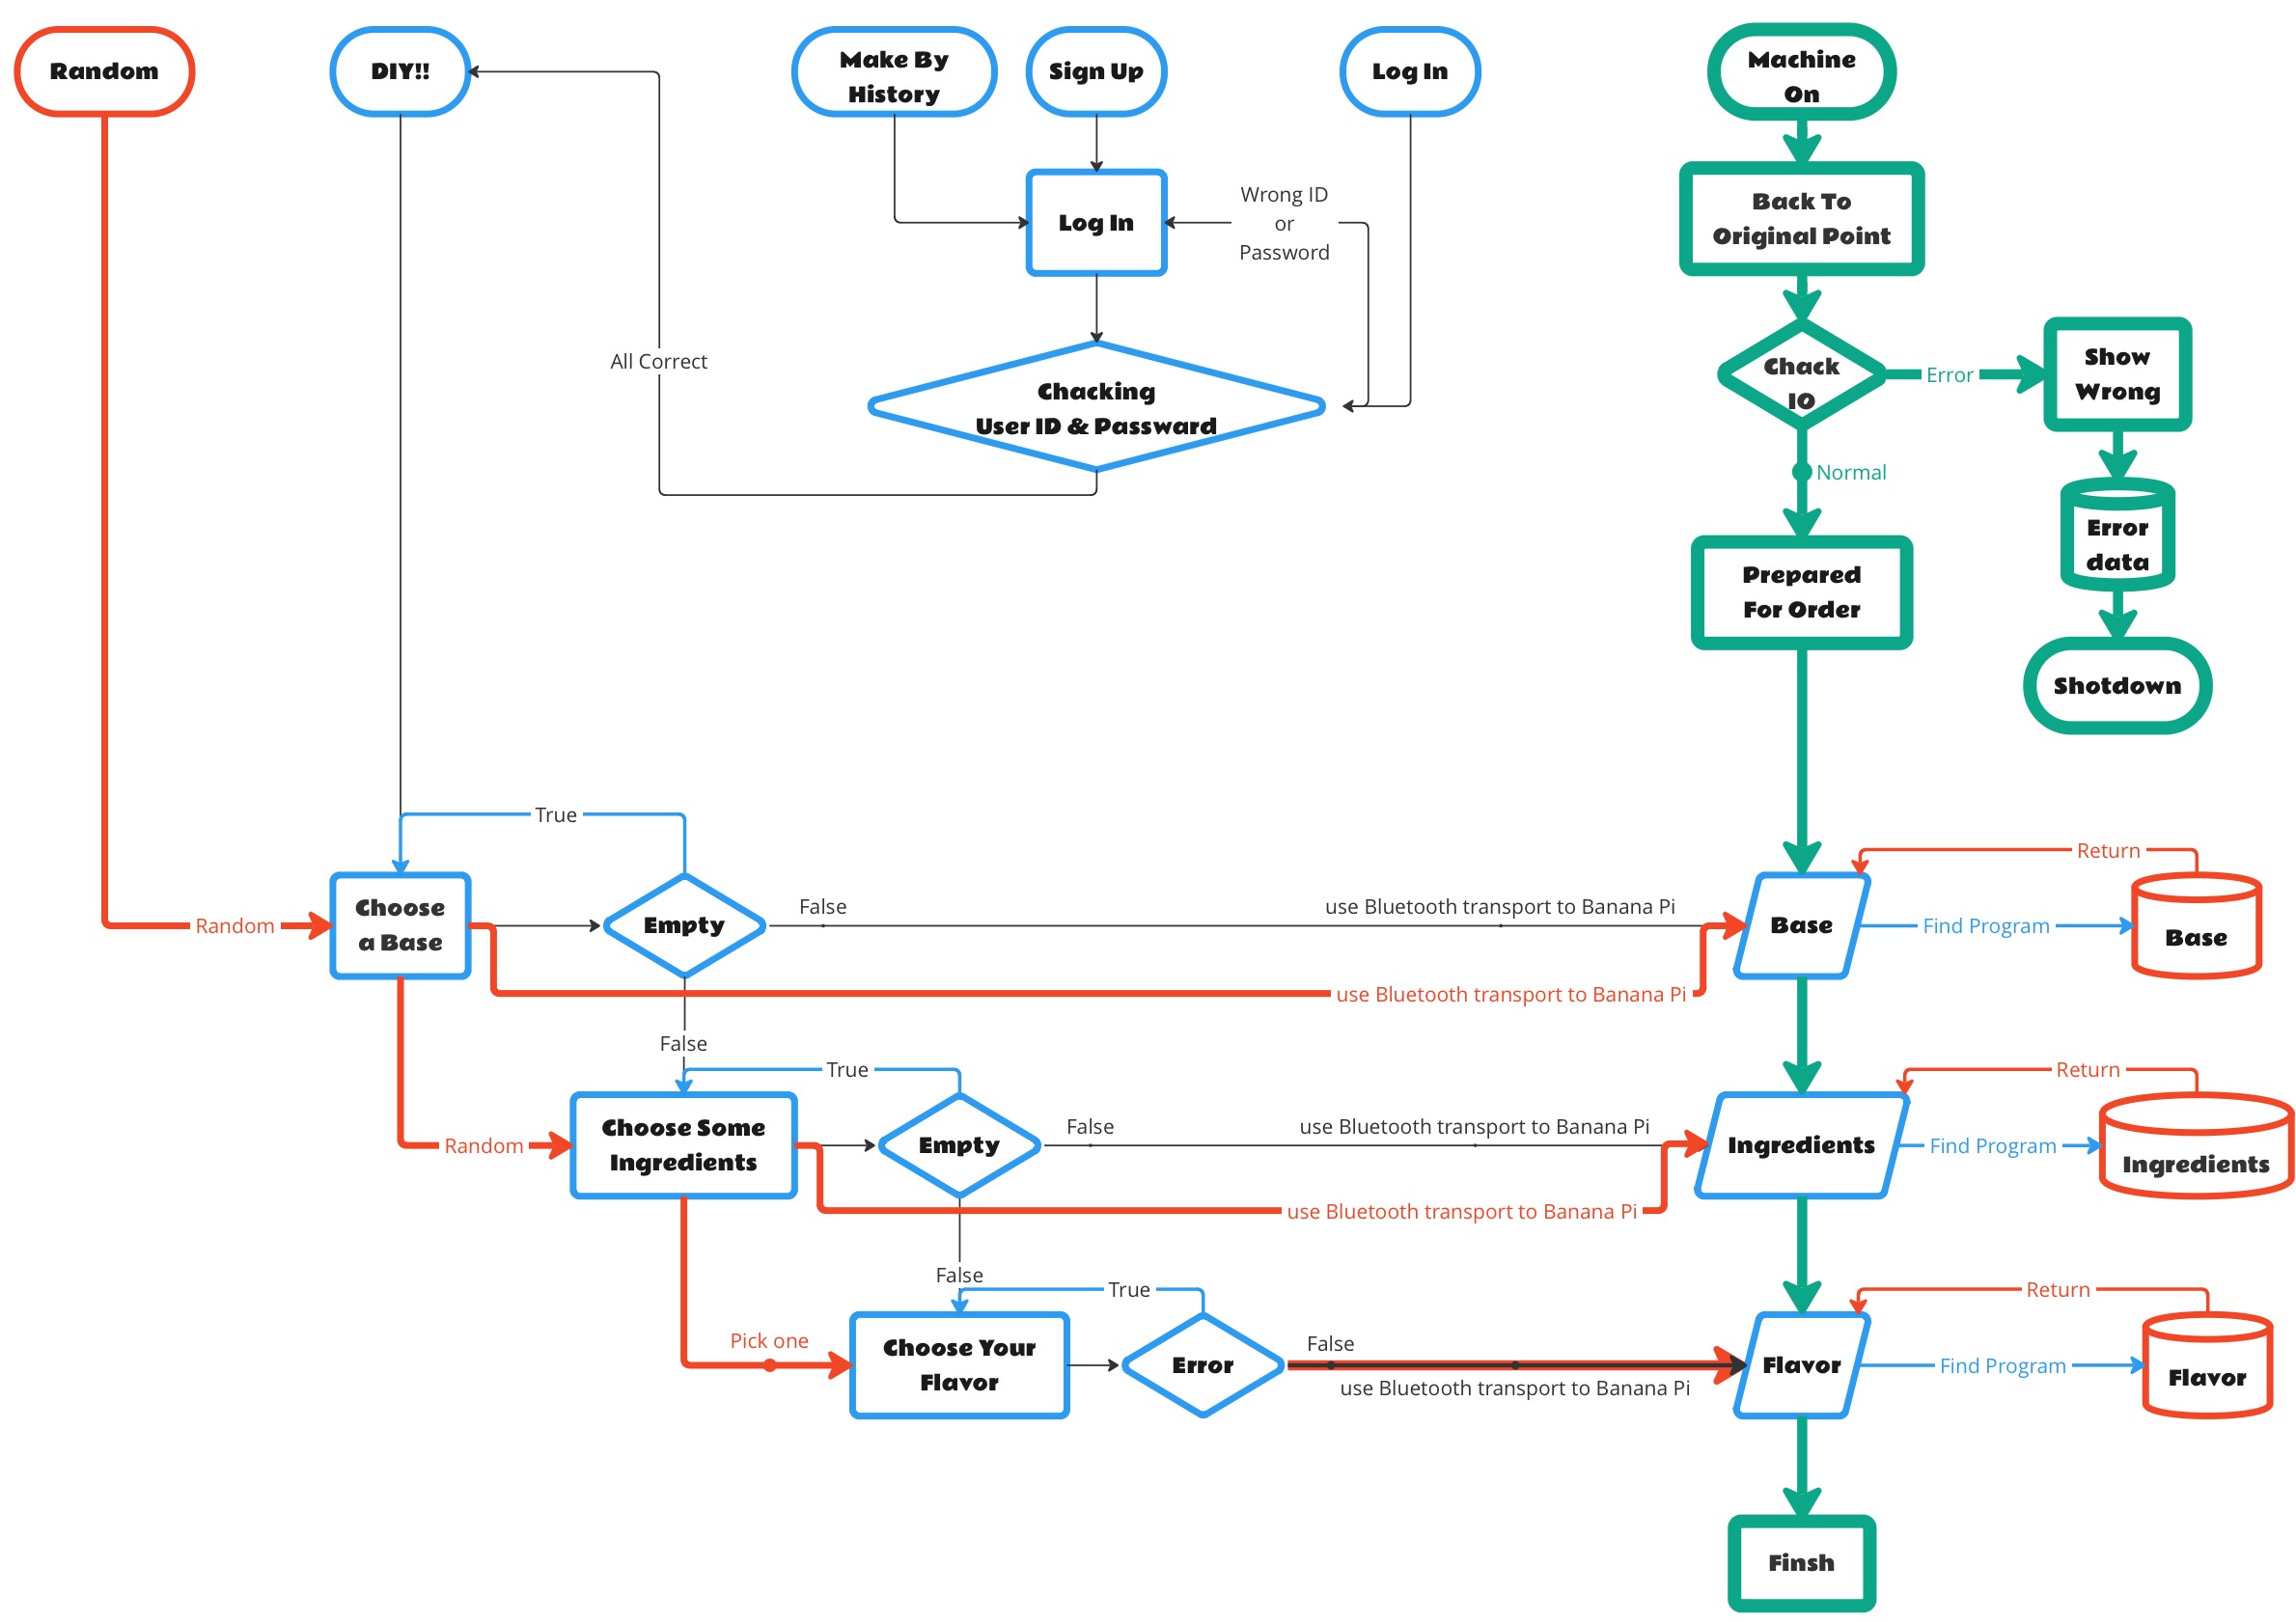 Random
DIY!!
Make By
History
Sign Up
Log In
Machine
On
Log In
Wrong ID
or
Password
Back To
Original Point
All Correct
Chacking
User ID & Passward
Chack
IO
Error
Show
Wrong
Normal
Error
data
Prepared
For Order
Shotdown
True
Return
Random
Choose
a Base
Empty
False
use Bluetooth transport to Banana Pi
Base
Find Program
Base
use Bluetooth transport to Banana Pi
False
True
Return
Random
Choose Some
Ingredients
Empty
False
use Bluetooth transport to Banana Pi
Ingredients
Find Program
Ingredients
use Bluetooth transport to Banana Pi
False
True
Return
Pick one
Choose Your
Flavor
Error
False
use Bluetooth transport to Banana Pi
Flavor
Find Program
Flavor
Finsh